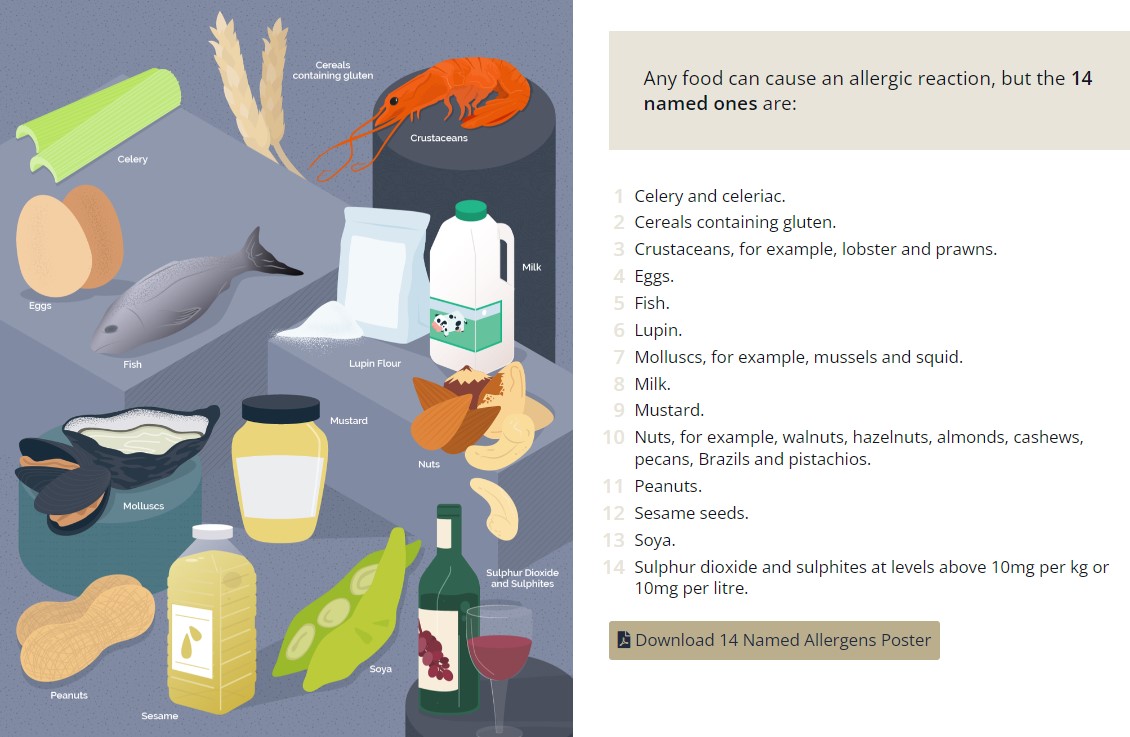 Cereals
containing gluten
Crustaceans
Celery
Milk
Eggs
Fish
Lupin Flour
Mustard
Nuts
Molluscs
Sulphur Dioxide
and Sulphites
Soya
Peanuts
Sesame
Any food can cause an allergic reaction, but the 14
named ones are:
1 Celery and celeriac.
2 Cereals containing gluten.
3 Crustaceans, for example, lobster and prawns.
4 Eggs.
5 Fish.
6 Lupin.
7 Molluscs, for example, mussels and squid.
8 Milk.
9 Mustard.
10 Nuts, for example, walnuts, hazelnuts, almonds, cashews,
pecans, Brazils and pistachios.
11 Peanuts.
12 Sesame seeds.
13 Soya.
14 Sulphur dioxide and sulphites at levels above 10mg per kg or
10mg per litre.
Download 14 Named Allergens Poster